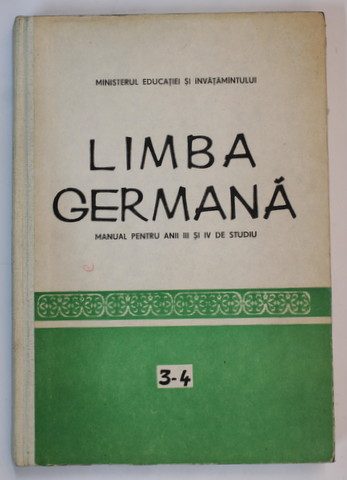 MINISTERUL EDUCAȚIEI ȘI ÎNVĂȚĂMÎNTULUI
LIMBA
GERMANĂ
MANUAL PENTRU ANII III ȘI IV DE STUDIU
3-4